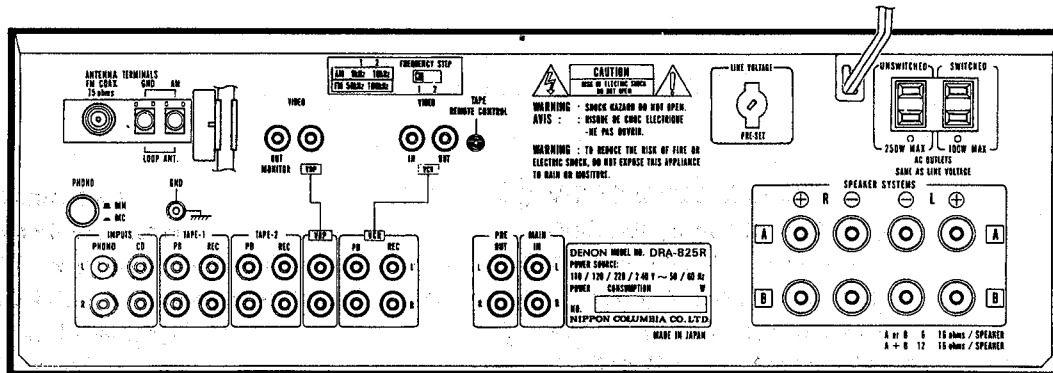 1 2 FREQUENCY STEP
AM 9kHz 10kHz
FM 50kHz 100kHz
1 2
ANTENNA TERMINALS
FM COAX. GND AM
75 ohms
LOOP ANT.
VIDEO
OUT
MONITOR
VDP
VIDEO
IN OUT
VCR
TAPE
REMOTE CONTROL
CAUTION
RISK OF ELECTRIC SHOCK
DO NOT OPEN
WARNING : SHOCK HAZARD DO NOT OPEN.
AVIS : : RISQUE DE CHOC ELECTRIQUE
-NE PAS OUVRIR.
WARNING : TO REDUCE THE RISK OF FIRE OR
ELECTRIC SHOCK, DO NOT EXPOSE THIS APPLIANCE
TO RAIN OR MOISTURE.
LINE VOLTAGE
PRE-SET
UNSWITCHED SWITCHED
250W MAX 100W MAX
AC OUTLETS
SAME AS LINE VOLTAGE
PHONO
MM
MC
GND
INPUTS TAPE-1 TAPE-2 VDP VCR
PHONO CD PB REC PB REC PB REC
L L
R R
PRE MAIN
OUT IN
L L
R R
DENON MODEL NO. DRA-825R
POWER SOURCE:
110 / 120 / 220 / 240 V ~ 50 / 60 Hz
POWER CONSUMPTION W
NO.
NIPPON COLUMBIA CO. LTD.
MADE IN JAPAN
SPEAKER SYSTEMS
+ R − − L +
A A
B B
A or B 6 16 ohms / SPEAKER
A + B 12 16 ohms / SPEAKER